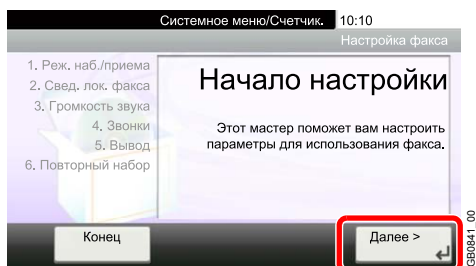 Системное меню/Счетчик. 10:10
Настройка факса
1. Реж. наб./приема
2. Свед. лок. факса
3. Громкость звука
4. Звонки
5. Вывод
6. Повторный набор
Начало настройки
Этот мастер поможет вам настроить
параметры для использования факса.
Конец
Далее >
GB0841_00